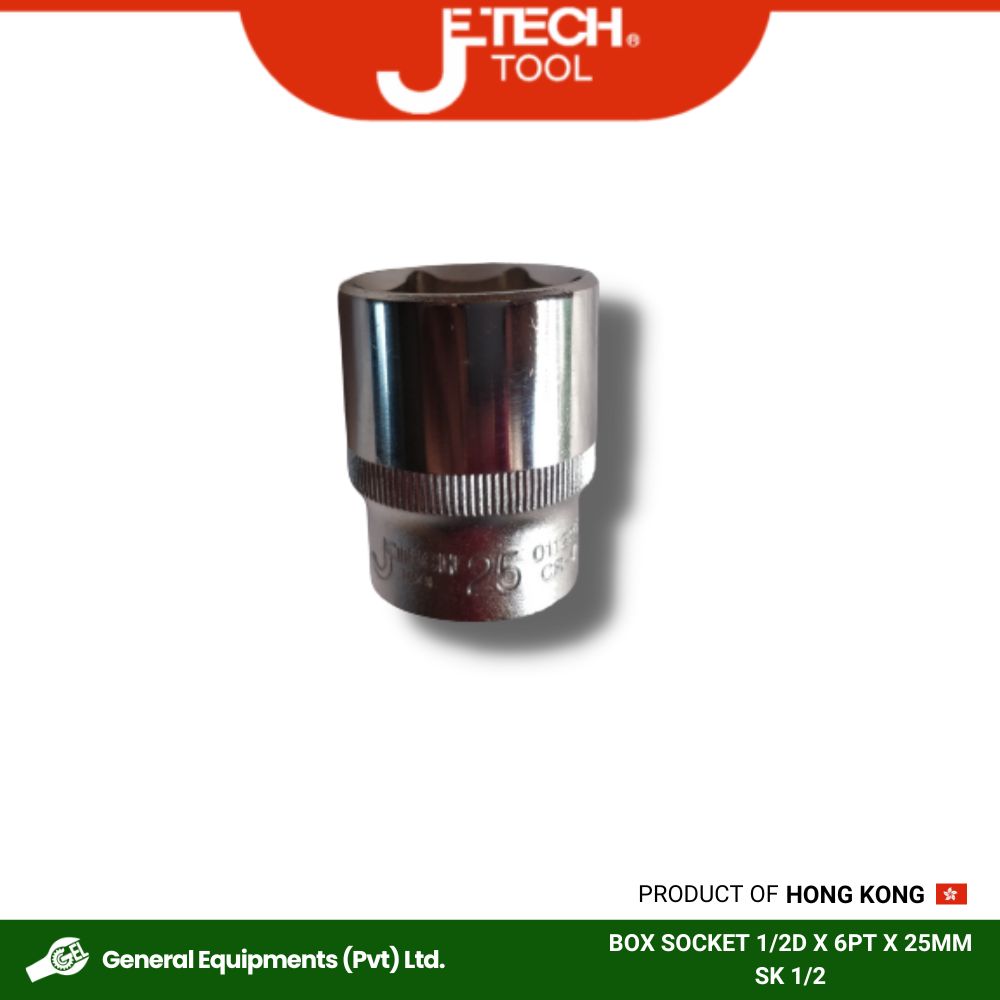 JETECH®
TOOL
25
PRODUCT OF HONG KONG
GEL
General Equipments (Pvt) Ltd.
BOX SOCKET 1/2D X 6PT X 25MM
SK 1/2